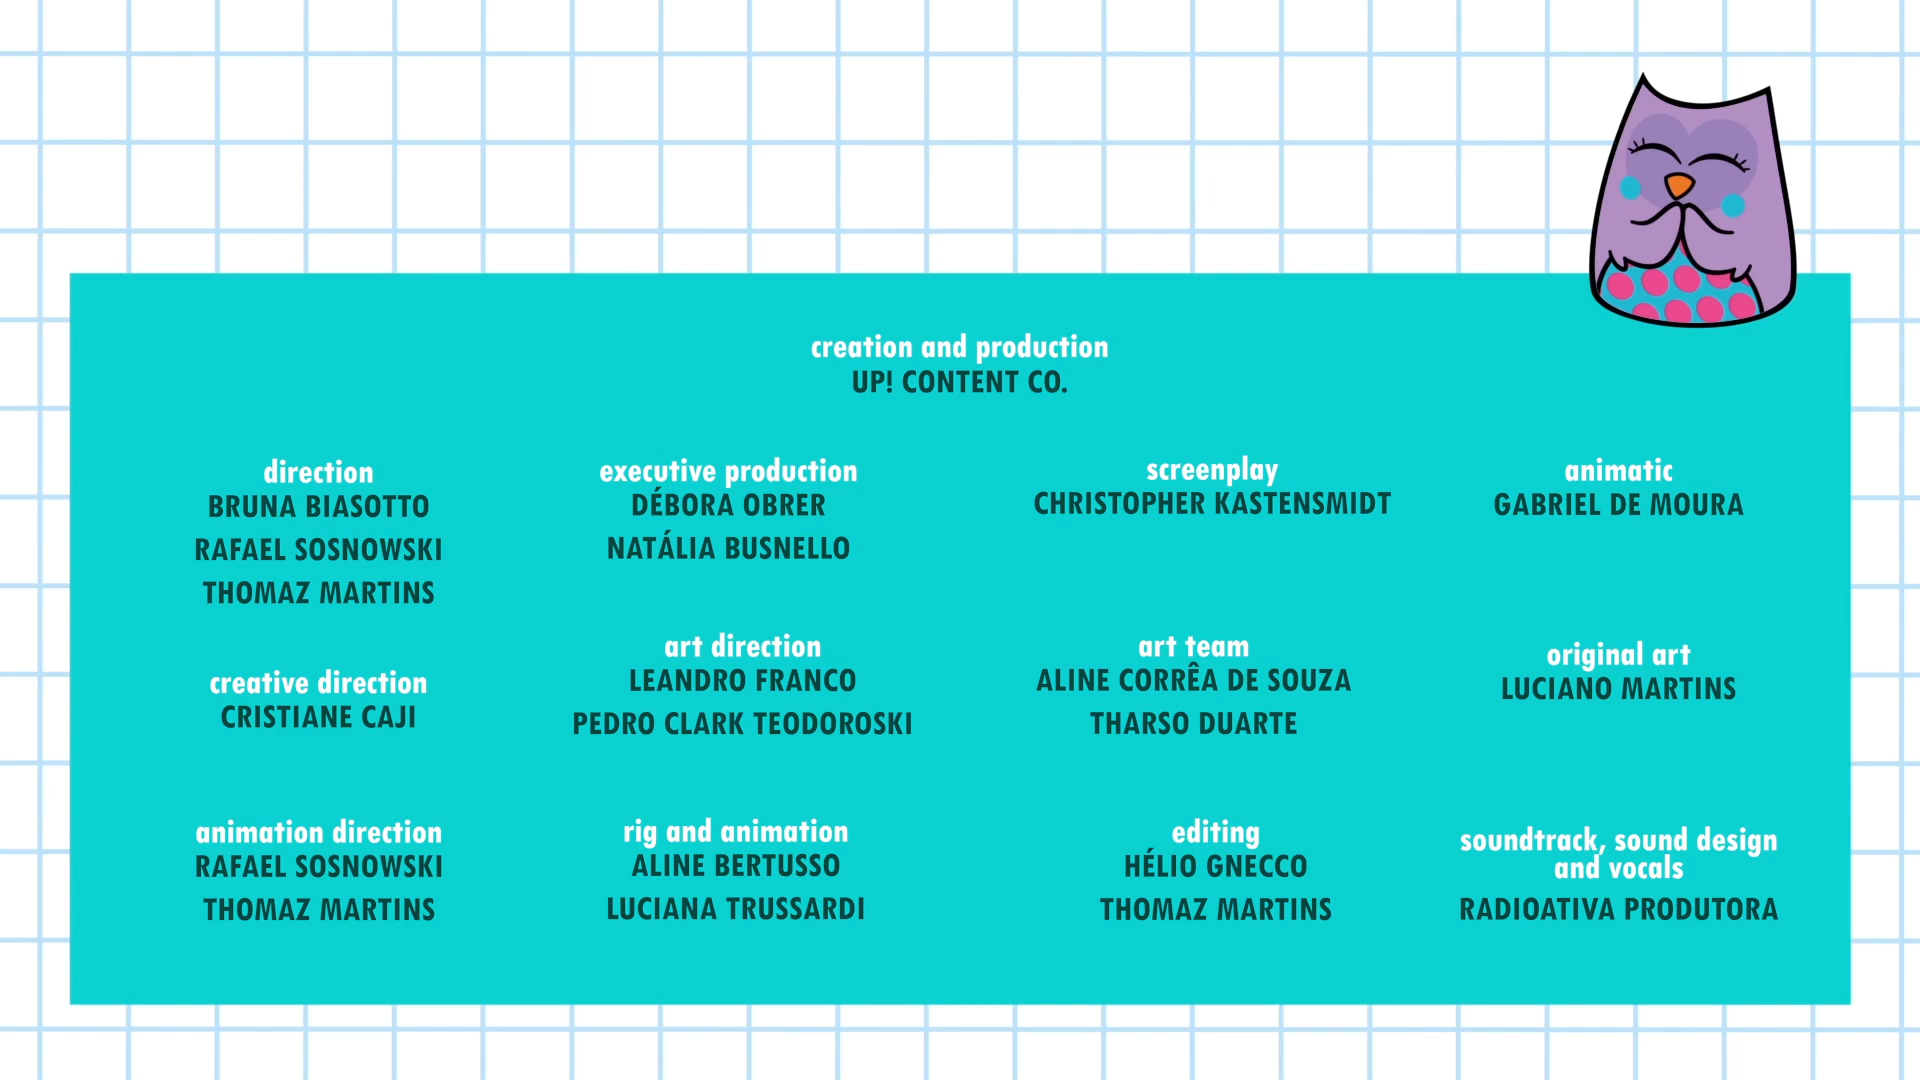 creation and production
UP! CONTENT CO.
direction
BRUNA BIASOTTO
RAFAEL SOSNOWSKI
THOMAZ MARTINS
executive production
DÉBORA OBRER
NATÁLIA BUSNELLO
screenplay
CHRISTOPHER KASTENSMIDT
animatic
GABRIEL DE MOURA
creative direction
CRISTIANE CAJI
art direction
LEANDRO FRANCO
PEDRO CLARK TEODOROSKI
art team
ALINE CORRÊA DE SOUZA
THARSO DUARTE
original art
LUCIANO MARTINS
animation direction
RAFAEL SOSNOWSKI
THOMAZ MARTINS
rig and animation
ALINE BERTUSSO
LUCIANA TRUSSARDI
editing
HÉLIO GNECCO
THOMAZ MARTINS
soundtrack, sound design
and vocals
RADIOATIVA PRODUTORA